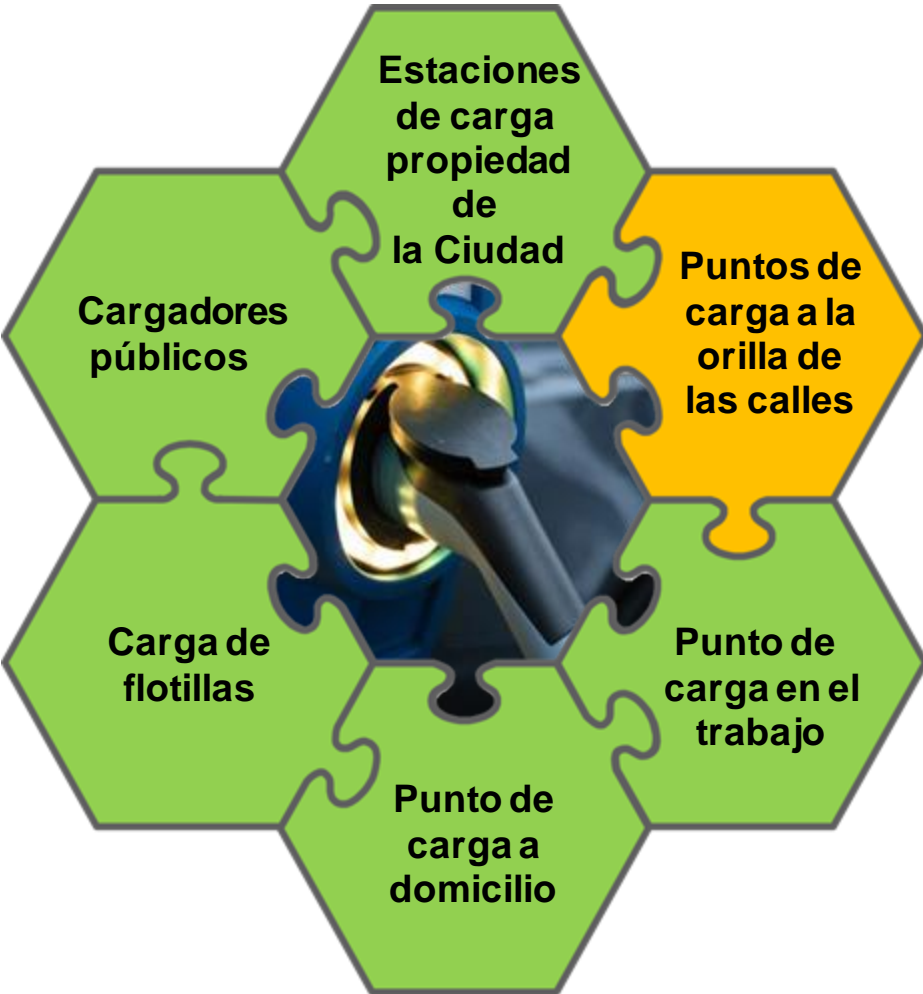 Estaciones
de carga
propiedad
de
la Ciudad
Puntos de
carga a la
orilla de
las calles
Cargadores
públicos
Carga de
flotillas
Punto de
carga en el
trabajo
Punto de
carga a
domicilio